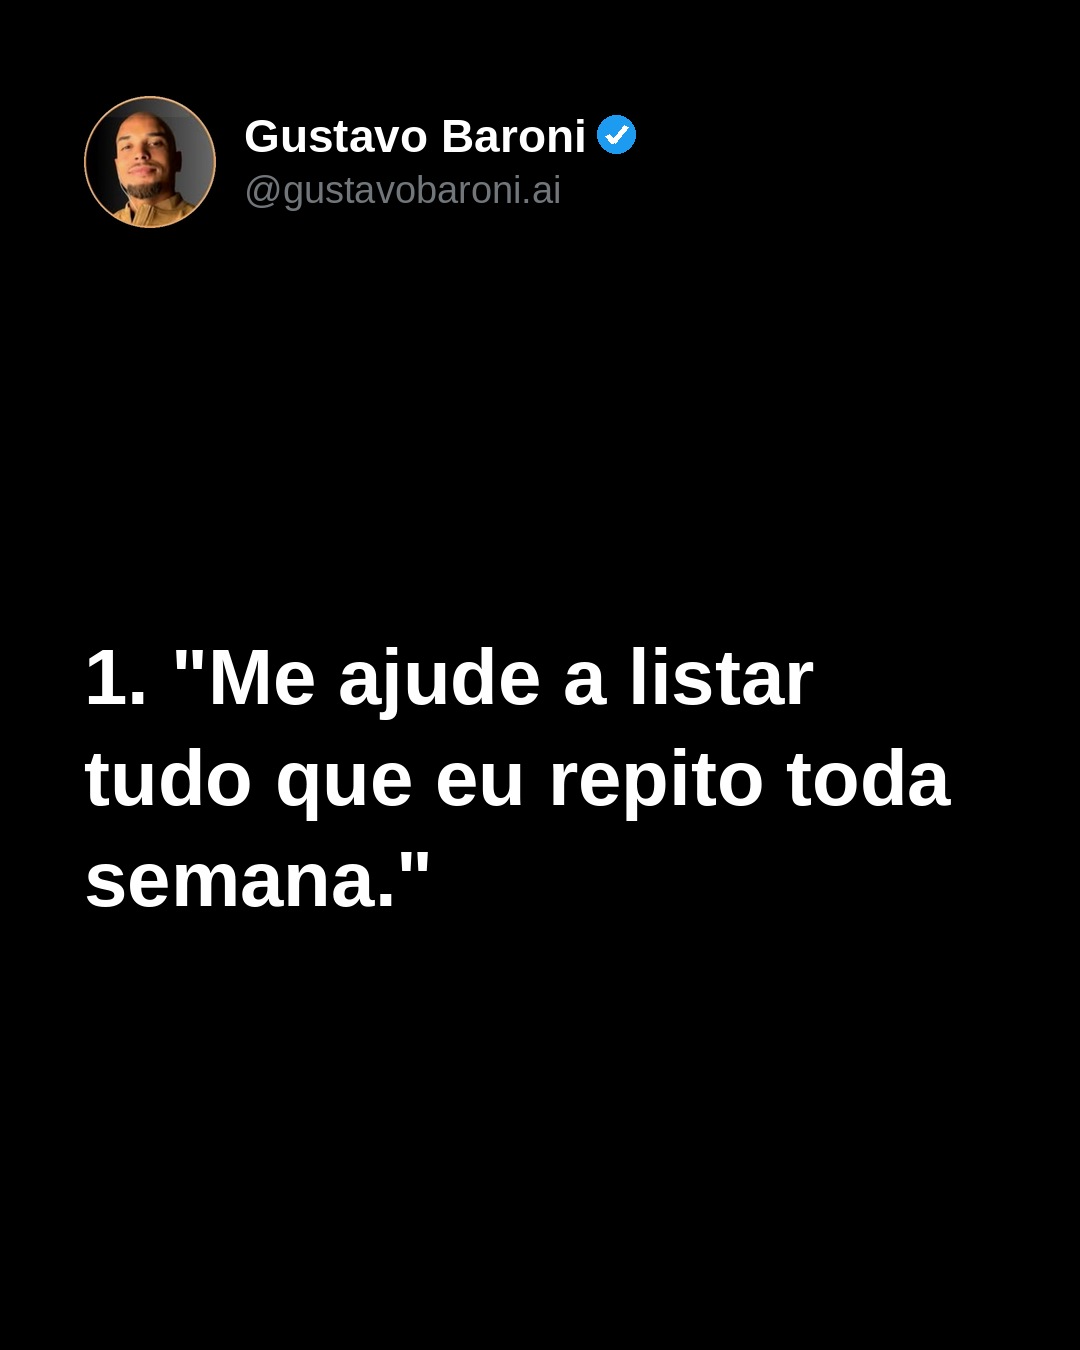 Gustavo Baroni
@gustavobaroni.ai
1. "Me ajude a listar
tudo que eu repito toda
semana."